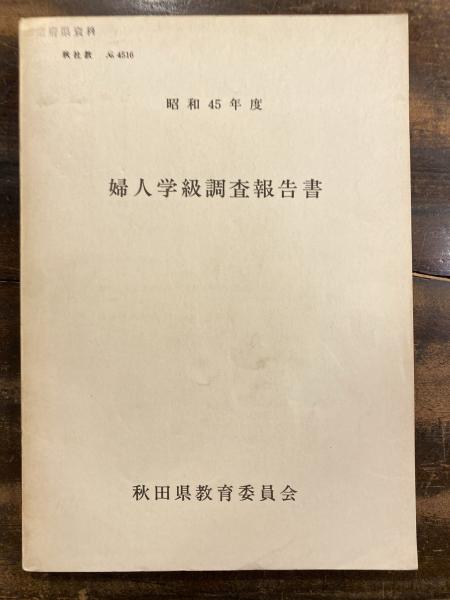 府県資料
秋社教 № 4516
昭和45年度
婦人学級調査報告書
秋田県教育委員会